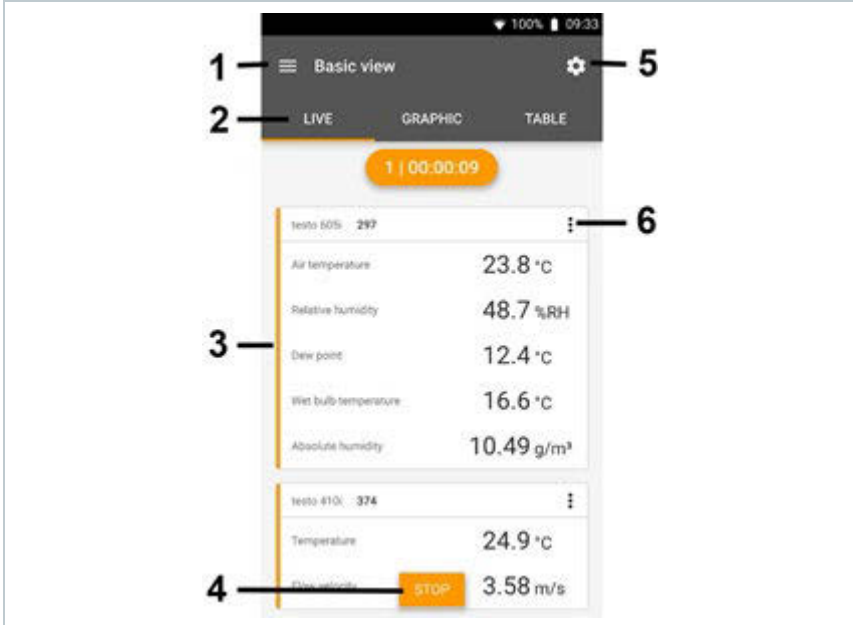 100% 09:33
1 Basic view 5
2 LIVE GRAPHIC TABLE
1 | 00:00:09
testo 605i 297 6
Air temperature 23.8 °C
Relative humidity 48.7 %RH
3
Dew point 12.4 °C
Wet bulb temperature 16.6 °C
Absolute humidity 10.49 g/m³
testo 410i 374
Temperature 24.9 °C
4 velocity STOP 3.58 m/s